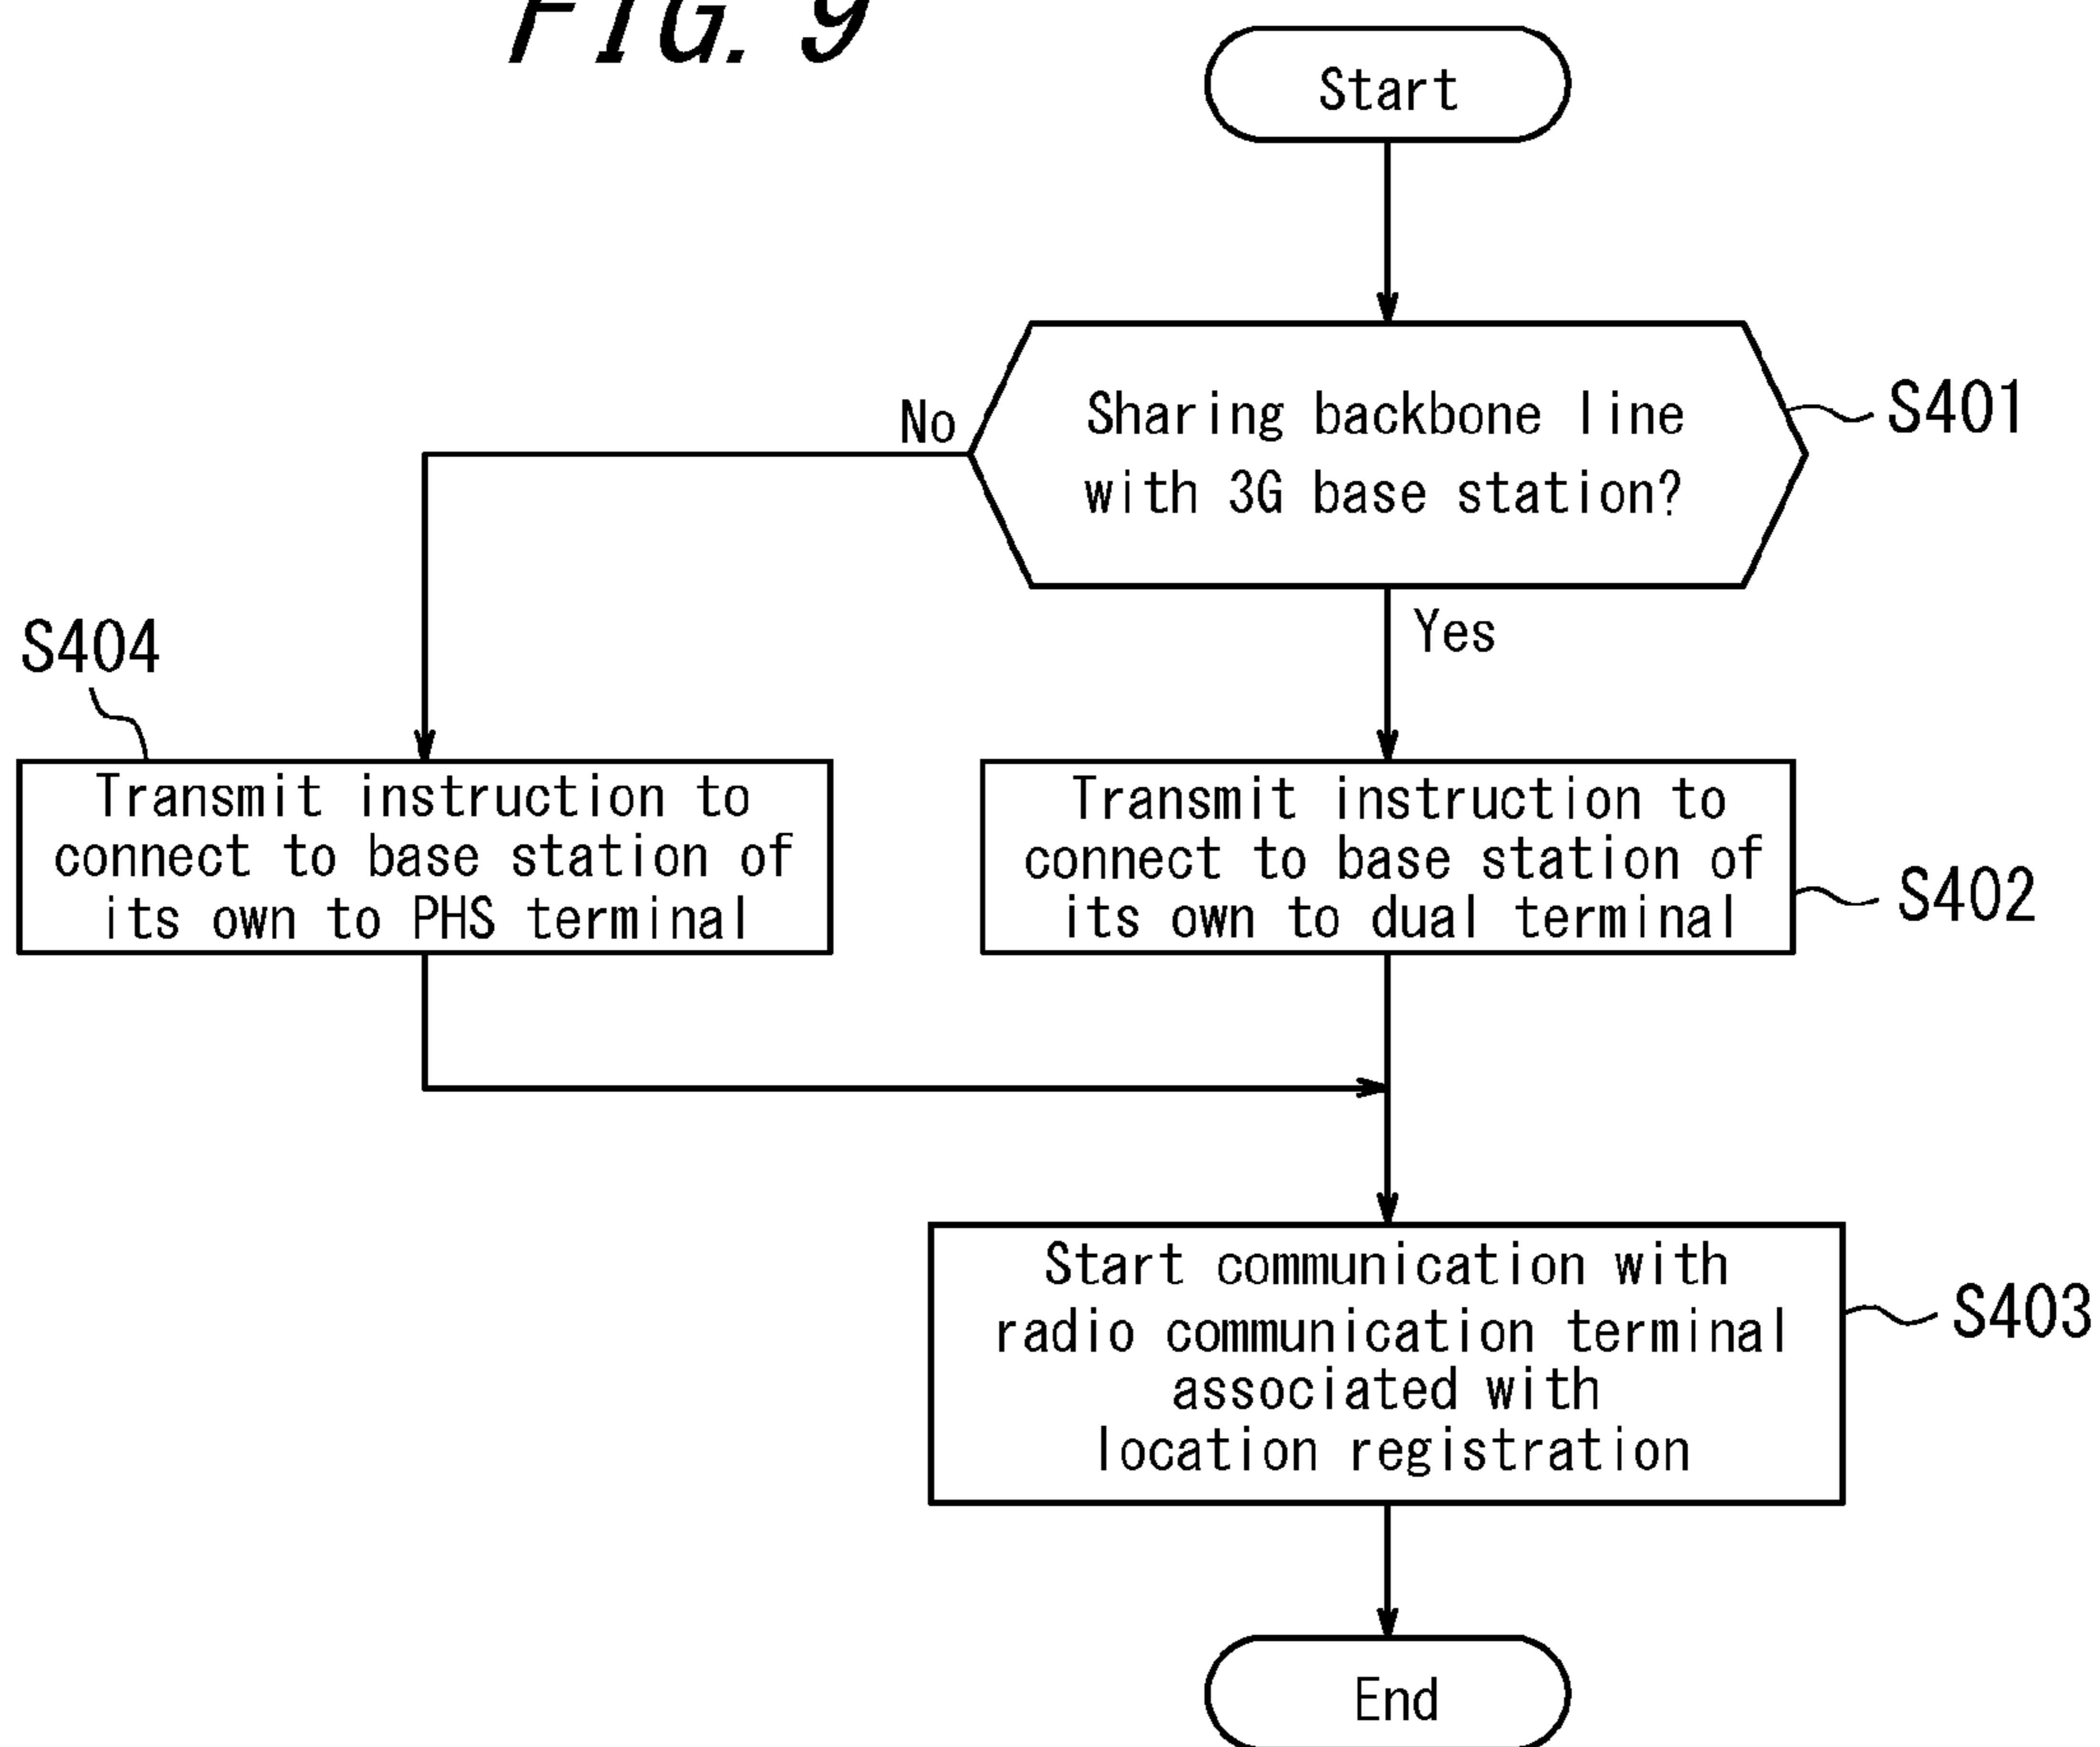 FIG. 9
Start
Sharing backbone line
with 3G base station?
S401
No
Yes
S404
Transmit instruction to
connect to base station of
its own to PHS terminal
Transmit instruction to
connect to base station of
its own to dual terminal
S402
Start communication with
radio communication terminal
associated with
location registration
S403
End